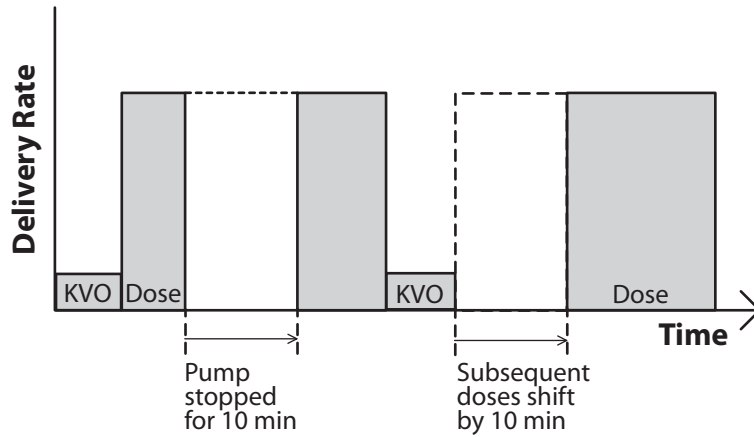 Delivery Rate
KVO
Dose
KVO
Dose
Time
Pump
stopped
for 10 min
Subsequent
doses shift
by 10 min